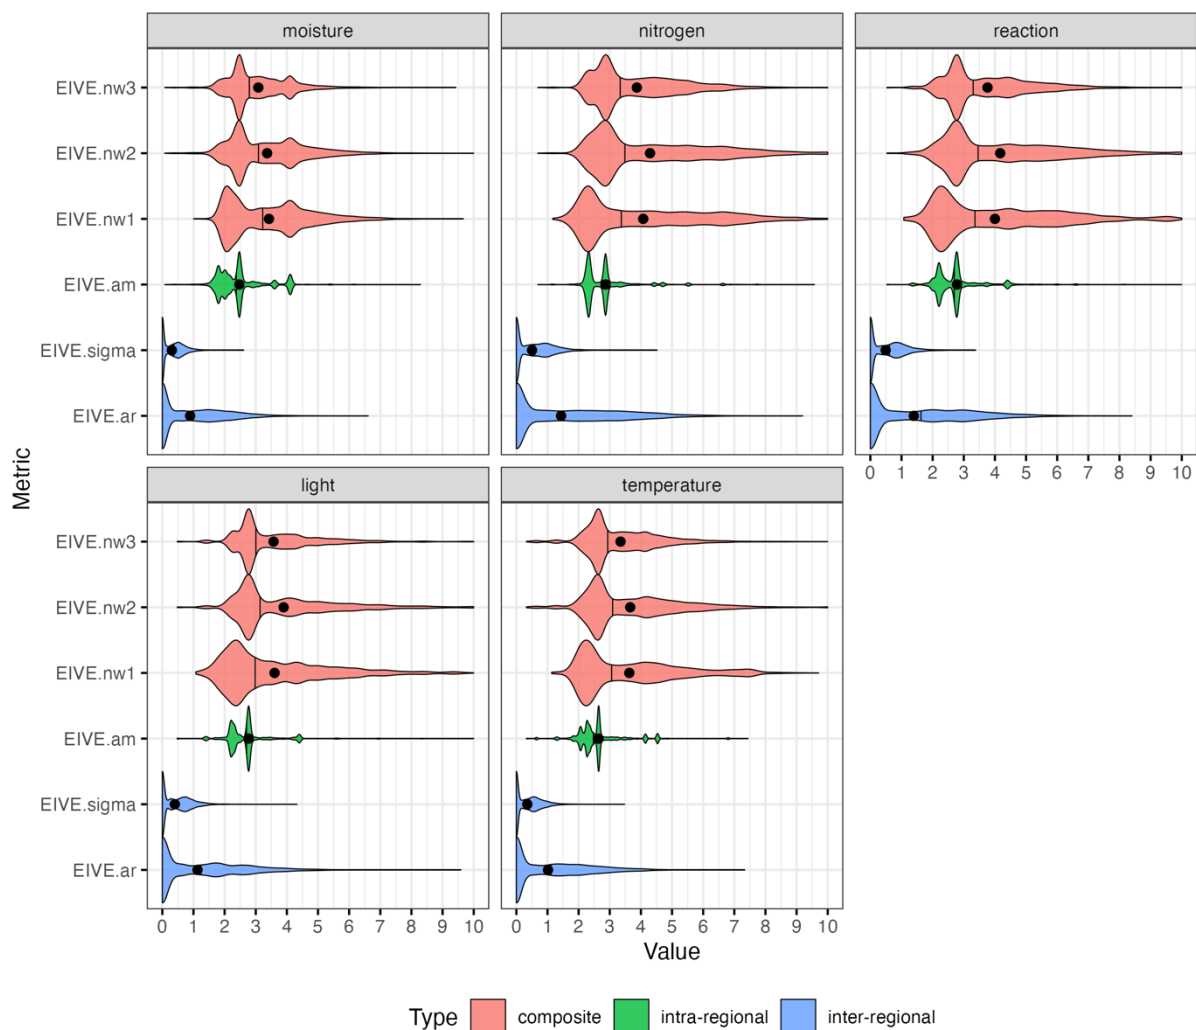 moisture nitrogen reaction
EIVE.nw3
EIVE.nw2
EIVE.nw1
EIVE.am
EIVE.sigma
EIVE.ar
0 1 2 3 4 5 6 7 8 9 10
light temperature
EIVE.nw3
EIVE.nw2
EIVE.nw1
EIVE.am
EIVE.sigma
EIVE.ar
0 1 2 3 4 5 6 7 8 9 10 0 1 2 3 4 5 6 7 8 9 10
Metric
Value
Type composite intra-regional inter-regional